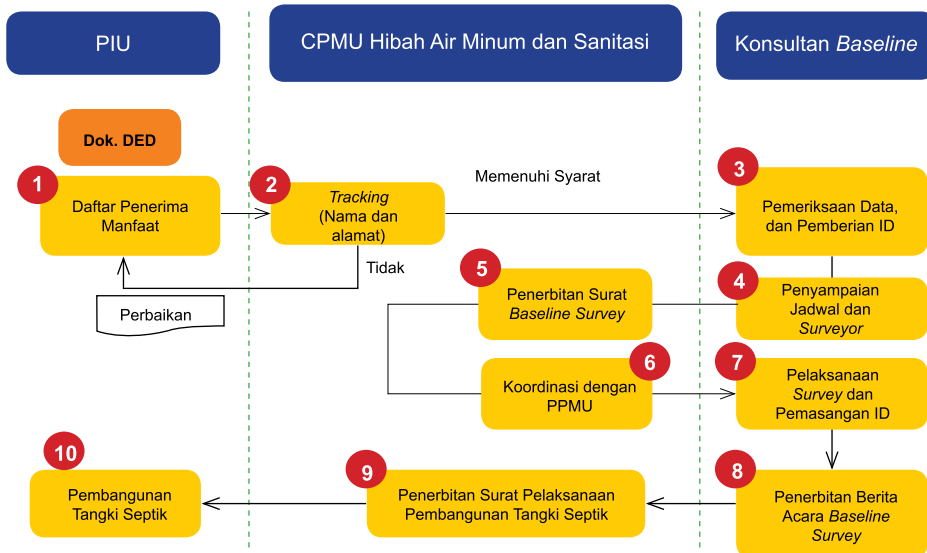 PIU
CPMU Hibah Air Minum dan Sanitasi
Konsultan Baseline
Dok. DED
1
Daftar Penerima
Manfaat
2
Tracking
(Nama dan
alamat)
Memenuhi Syarat
3
Pemeriksaan Data,
dan Pemberian ID
Tidak
Perbaikan
4
Penyampaian
Jadwal dan
Surveyor
5
Penerbitan Surat
Baseline Survey
6
Koordinasi dengan
PPMU
7
Pelaksanaan
Survey dan
Pemasangan ID
8
Penerbitan Berita
Acara Baseline
Survey
9
Penerbitan Surat Pelaksanaan
Pembangunan Tangki Septik
10
Pembangunan
Tangki Septik